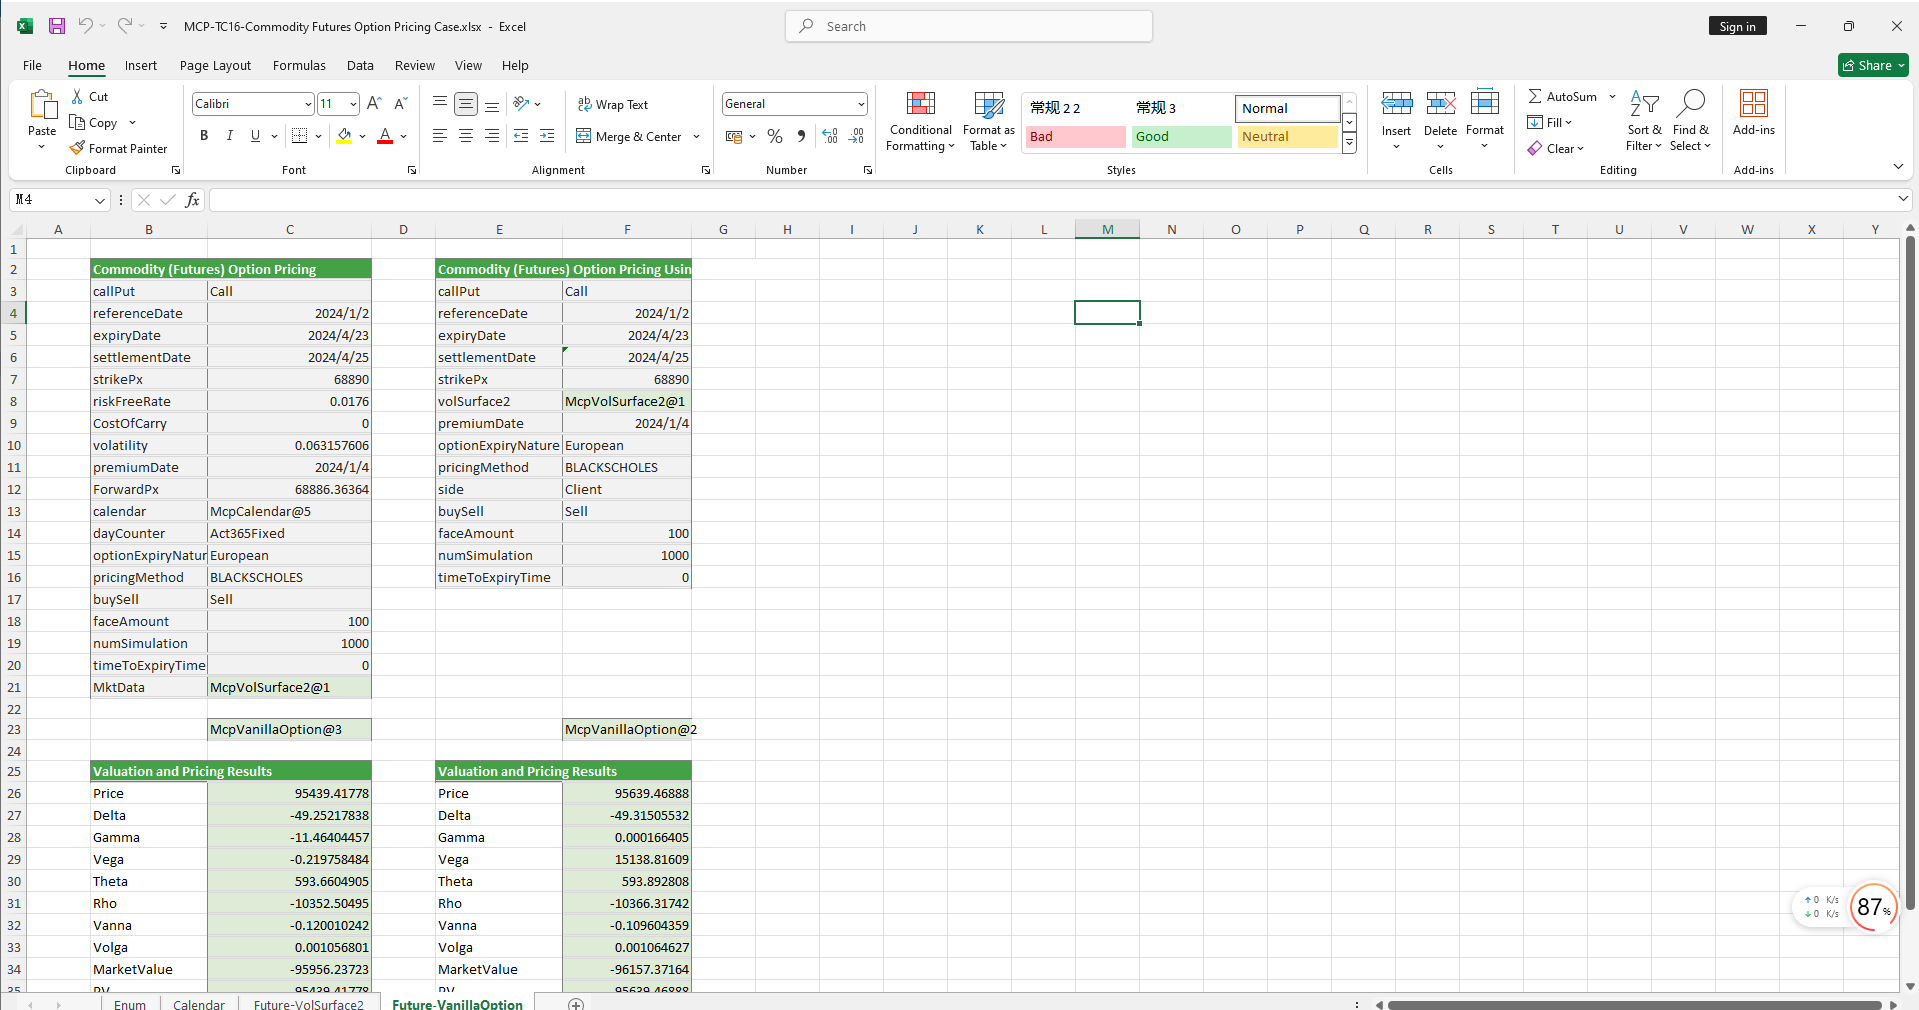 MCP-TC16-Commodity Futures Option Pricing Case.xlsx - Excel
Search
Sign in
File Home Insert Page Layout Formulas Data Review View Help
Share
Paste
Cut
Copy
Format Painter
Clipboard
Calibri 11
B I U
Font
Wrap Text
Merge & Center
Alignment
General
Number
Conditional Formatting
Format as Table
常规 2 2 常规 3 Normal
Bad Good Neutral
Styles
Insert Delete Format
Cells
AutoSum
Fill
Clear
Sort & Filter
Find & Select
Editing
Add-ins
Add-ins
M4 fx
A B C D E F G H I J K L M N O P Q R S T U V W X Y
1
2 Commodity (Futures) Option Pricing Commodity (Futures) Option Pricing Usin
3 callPut Call callPut Call
4 referenceDate 2024/1/2 referenceDate 2024/1/2
5 expiryDate 2024/4/23 expiryDate 2024/4/23
6 settlementDate 2024/4/25 settlementDate 2024/4/25
7 strikePx 68890 strikePx 68890
8 riskFreeRate 0.0176 volSurface2 McpVolSurface2@1
9 CostOfCarry 0 premiumDate 2024/1/4
10 volatility 0.063157606 optionExpiryNature European
11 premiumDate 2024/1/4 pricingMethod BLACKSCHOLES
12 ForwardPx 68886.36364 side Client
13 calendar McpCalendar@5 buySell Sell
14 dayCounter Act365Fixed faceAmount 100
15 optionExpiryNatur European numSimulation 1000
16 pricingMethod BLACKSCHOLES timeToExpiryTime 0
17 buySell Sell
18 faceAmount 100
19 numSimulation 1000
20 timeToExpiryTime 0
21 MktData McpVolSurface2@1
22
23 McpVanillaOption@3 McpVanillaOption@2
24
25 Valuation and Pricing Results Valuation and Pricing Results
26 Price 95439.41778 Price 95639.46888
27 Delta -49.25217838 Delta -49.31505532
28 Gamma -11.46404457 Gamma 0.000166405
29 Vega -0.219758484 Vega 15138.81609
30 Theta 593.6604905 Theta 593.892808
31 Rho -10352.50495 Rho -10366.31742
32 Vanna -0.120010242 Vanna -0.109604359
33 Volga 0.001056801 Volga 0.001064627
34 MarketValue -95956.23723 MarketValue -96157.37164
35 PV 95439.41778 PV 95639.46888
0 K/s
0 K/s
87%
Enum Calendar Future-VolSurface2 Future-VanillaOption